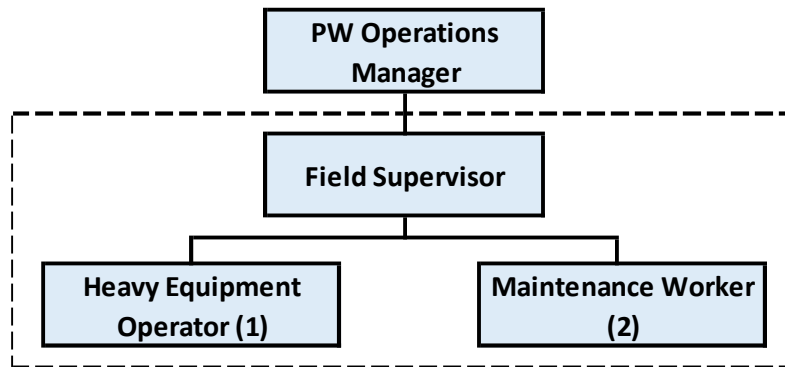 PW Operations
Manager
Field Supervisor
Heavy Equipment
Operator (1)
Maintenance Worker
(2)